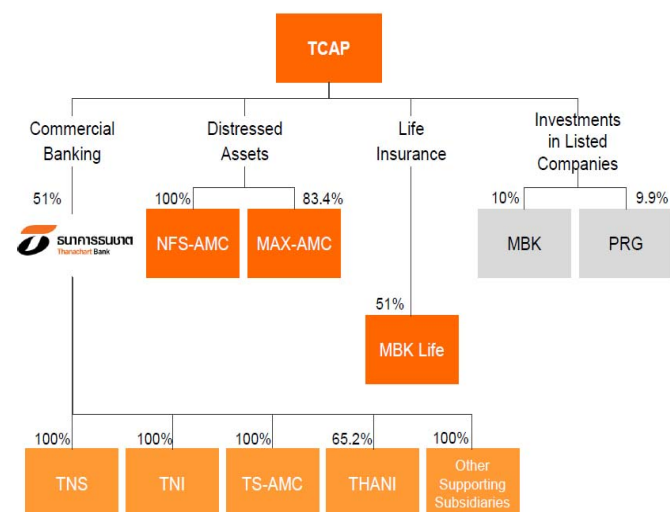 TCAP
Commercial
Banking
Distressed
Assets
Life
Insurance
Investments
in Listed
Companies
51%
ธนาคารธนชาต
Thanachart Bank
100%
83.4%
NFS-AMC
MAX-AMC
10%
9.9%
MBK
PRG
51%
MBK Life
100%
100%
100%
65.2%
100%
TNS
TNI
TS-AMC
THANI
Other
Supporting
Subsidiaries